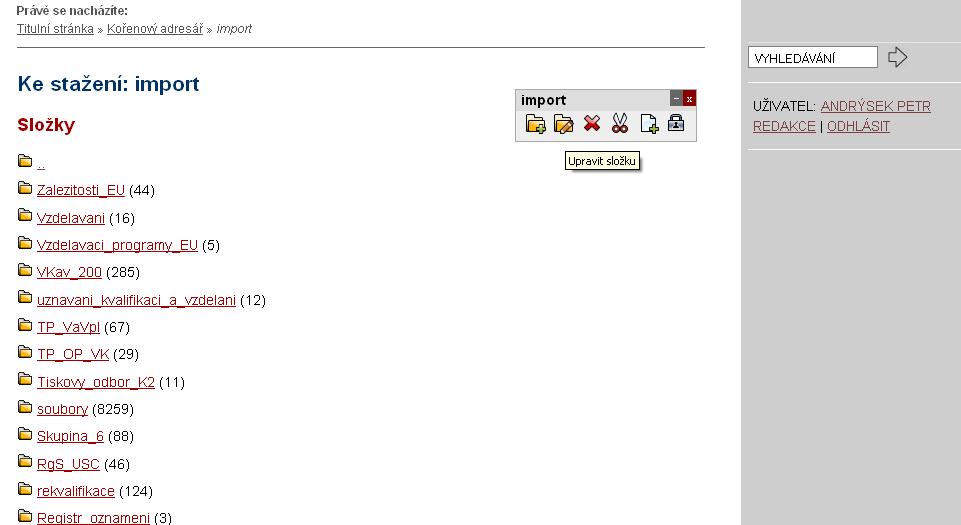 Právě se nacházíte:
Titulní stránka » Kořenový adresář » import
Ke stažení: import
Složky
..
Zalezitosti_EU (44)
Vzdelavani (16)
Vzdelavaci_programy_EU (5)
VKav_200 (285)
uznavani_kvalifikaci_a_vzdelani (12)
TP_VaVpI (67)
TP_OP_VK (29)
Tiskovy_odbor_K2 (11)
soubory (8259)
Skupina_6 (88)
RgS_USC (46)
rekvalifikace (124)
Registr_oznameni (3)
import
Upravit složku
VYHLEDÁVÁNÍ
UŽIVATEL: ANDRÝSEK PETR
REDAKCE | ODHLÁSIT